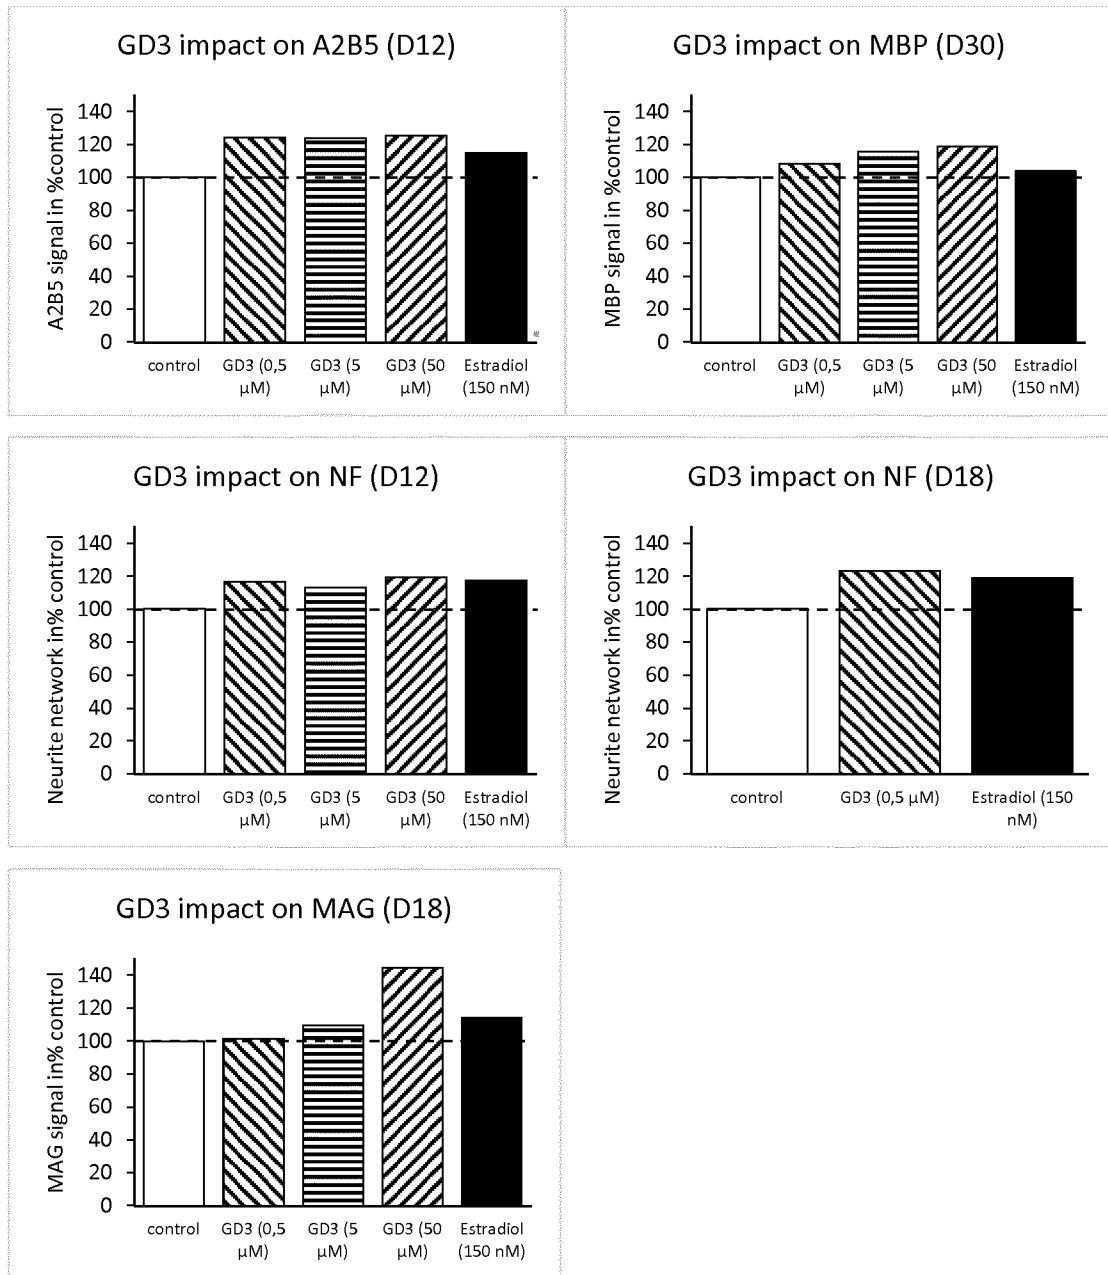 GD3 impact on A2B5 (D12)
A2B5 signal in %control
140
120
100
80
60
40
20
0
control
GD3 (0,5
µM)
GD3 (5
µM)
GD3 (50
µM)
Estradiol
(150 nM)
GD3 impact on MBP (D30)
MBP signal in %control
140
120
100
80
60
40
20
0
control
GD3 (0,5
µM)
GD3 (5
µM)
GD3 (50
µM)
Estradiol
(150 nM)
GD3 impact on NF (D12)
Neurite network in% control
140
120
100
80
60
40
20
0
control
GD3 (0,5
µM)
GD3 (5
µM)
GD3 (50
µM)
Estradiol
(150 nM)
GD3 impact on NF (D18)
Neurite network in% control
140
120
100
80
60
40
20
0
control
GD3 (0,5 µM)
Estradiol (150
nM)
GD3 impact on MAG (D18)
MAG signal in% control
140
120
100
80
60
40
20
0
control
GD3 (0,5
µM)
GD3 (5
µM)
GD3 (50
µM)
Estradiol
(150 nM)